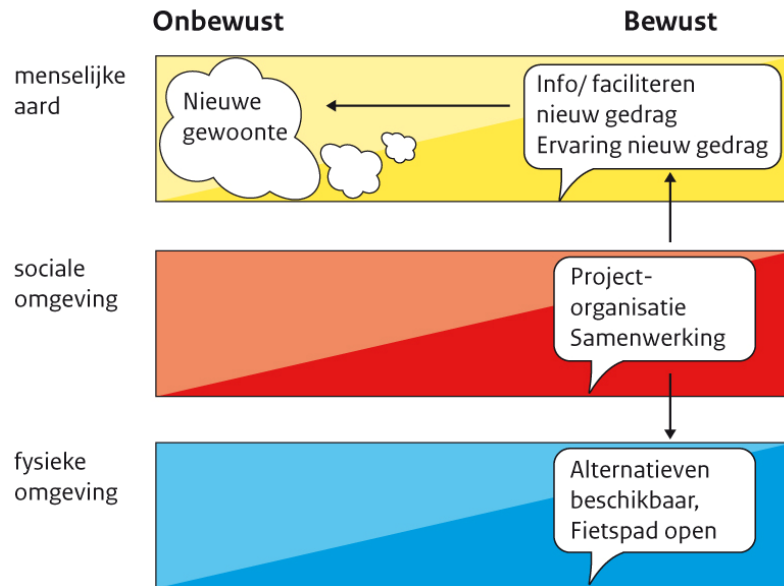 Onbewust
Bewust
menselijke
aard
Nieuwe
gewoonte
Info/ faciliteren
nieuw gedrag
Ervaring nieuw gedrag
sociale
omgeving
Project-
organisatie
Samenwerking
fysieke
omgeving
Alternatieven
beschikbaar,
Fietspad open